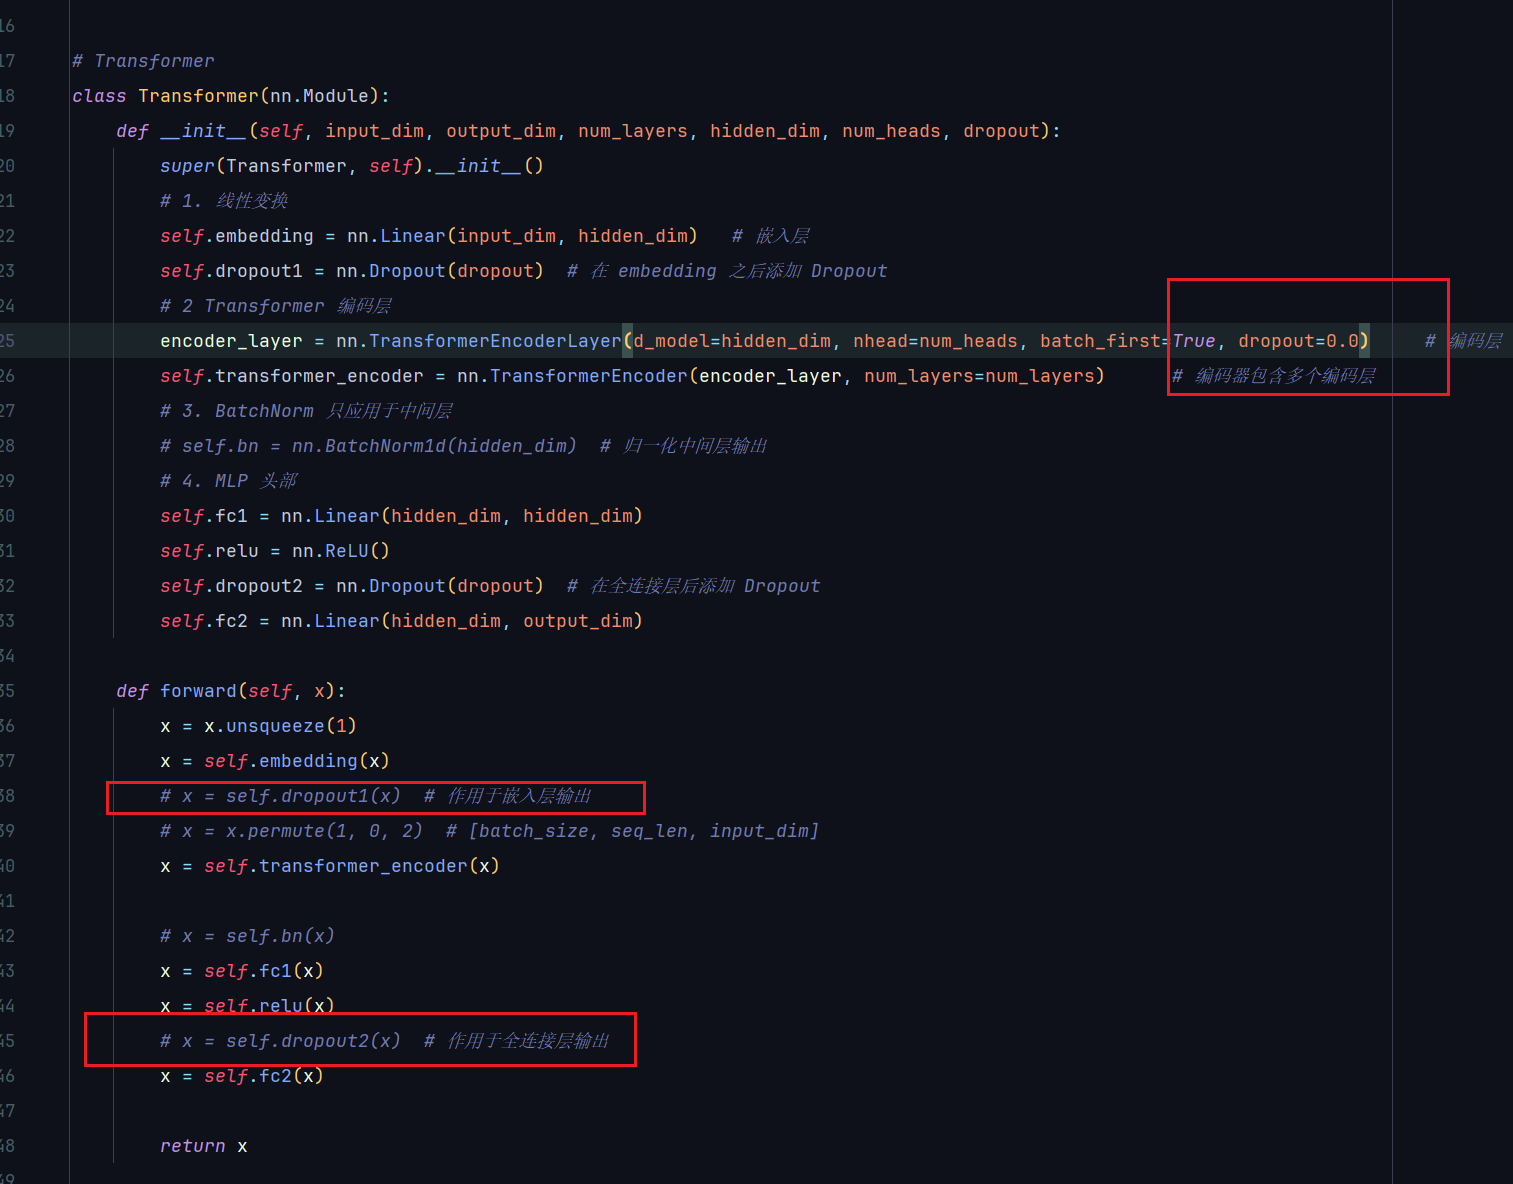 16
17 # Transformer
18 class Transformer(nn.Module):
19 def __init__(self, input_dim, output_dim, num_layers, hidden_dim, num_heads, dropout):
20 super(Transformer, self).__init__()
21 # 1. 线性变换
22 self.embedding = nn.Linear(input_dim, hidden_dim) # 嵌入层
23 self.dropout1 = nn.Dropout(dropout) # 在 embedding 之后添加 Dropout
24 # 2 Transformer 编码层
25 encoder_layer = nn.TransformerEncoderLayer(d_model=hidden_dim, nhead=num_heads, batch_first=True, dropout=0.0) # 编码层
26 self.transformer_encoder = nn.TransformerEncoder(encoder_layer, num_layers=num_layers) # 编码器包含多个编码层
27 # 3. BatchNorm 只应用于中间层
28 # self.bn = nn.BatchNorm1d(hidden_dim) # 归一化中间层输出
29 # 4. MLP 头部
30 self.fc1 = nn.Linear(hidden_dim, hidden_dim)
31 self.relu = nn.ReLU()
32 self.dropout2 = nn.Dropout(dropout) # 在全连接层后添加 Dropout
33 self.fc2 = nn.Linear(hidden_dim, output_dim)
34
35 def forward(self, x):
36 x = x.unsqueeze(1)
37 x = self.embedding(x)
38 # x = self.dropout1(x) # 作用于嵌入层输出
39 # x = x.permute(1, 0, 2) # [batch_size, seq_len, input_dim]
40 x = self.transformer_encoder(x)
41
42 # x = self.bn(x)
43 x = self.fc1(x)
44 x = self.relu(x)
45 # x = self.dropout2(x) # 作用于全连接层输出
46 x = self.fc2(x)
47
48 return x
49